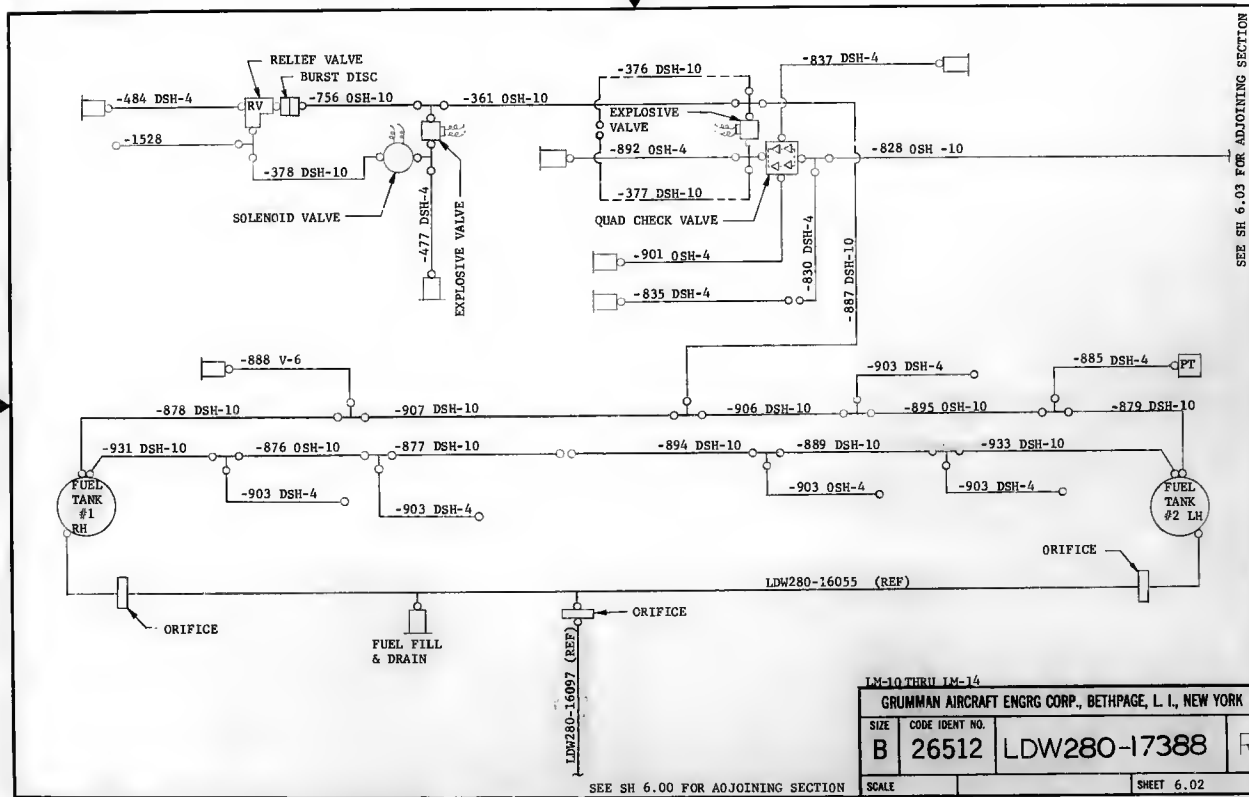 RELIEF VALVE
BURST DISC
-484 DSH-4
RV
-756 OSH-10
-361 OSH-10
-376 DSH-10
-837 DSH-4
SEE SH 6.03 FOR ADJOINING SECTION
-1528
EXPLOSIVE
VALVE
-892 OSH-4
-828 OSH -10
-378 DSH-10
-377 DSH-10
SOLENOID VALVE
-477 DSH-4
EXPLOSIVE VALVE
QUAD CHECK VALVE
-901 OSH-4
-830 DSH-4
-887 DSH-10
-835 DSH-4
-888 V-6
-903 DSH-4
-885 DSH-4
PT
-878 DSH-10
-907 DSH-10
-906 DSH-10
-895 OSH-10
-879 DSH-10
-931 DSH-10
-876 OSH-10
-877 DSH-10
-894 DSH-10
-889 DSH-10
-933 DSH-10
FUEL
TANK
#1
RH
-903 DSH-4
-903 DSH-4
-903 OSH-4
-903 DSH-4
FUEL
TANK
#2 LH
ORIFICE
LDW280-16055 (REF)
ORIFICE
ORIFICE
FUEL FILL
& DRAIN
LDW280-16097 (REF)
LM-10 THRU LM-14
GRUMMAN AIRCRAFT ENGRG CORP., BETHPAGE, L. I., NEW YORK
SIZE
B
CODE IDENT NO.
26512
LDW280-17388
SEE SH 6.00 FOR AOJOINING SECTION
SCALE
SHEET 6.02